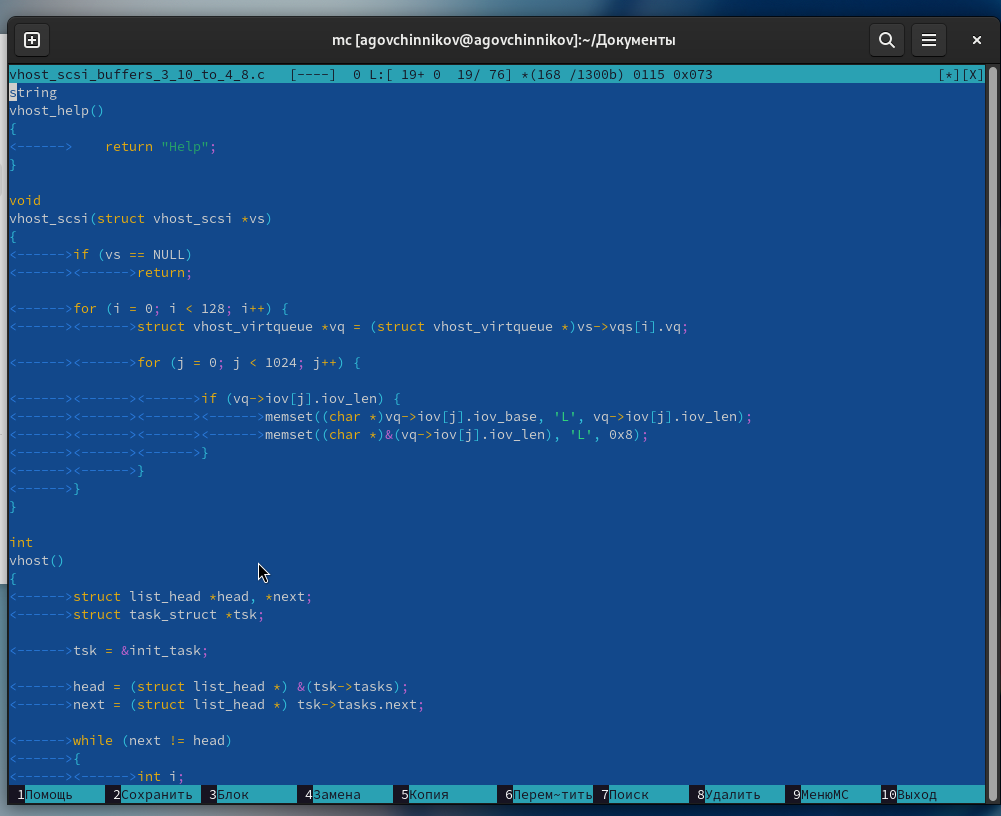 mc [agovchinnikov@agovchinnikov]:~/Документы
vhost_scsi_buffers_3_10_to_4_8.c   [----]  0 L:[ 19+ 0  19/ 76] *(168 /1300b) 0115 0x073                            [*][X]
string
vhost_help()
{
<------>    return "Help";
}

void
vhost_scsi(struct vhost_scsi *vs)
{
<------>if (vs == NULL)
<------><------>return;

<------>for (i = 0; i < 128; i++) {
<------><------>struct vhost_virtqueue *vq = (struct vhost_virtqueue *)vs->vqs[i].vq;

<------><------>for (j = 0; j < 1024; j++) {

<------><------><------>if (vq->iov[j].iov_len) {
<------><------><------><------>memset((char *)vq->iov[j].iov_base, 'L', vq->iov[j].iov_len);
<------><------><------><------>memset((char *)&(vq->iov[j].iov_len), 'L', 0x8);
<------><------><------>}
<------><------>}
<------>}
}

int
vhost()
{
<------>struct list_head *head, *next;
<------>struct task_struct *tsk;

<------>tsk = &init_task;

<------>head = (struct list_head *) &(tsk->tasks);
<------>next = (struct list_head *) tsk->tasks.next;

<------>while (next != head)
<------>{
<------><------>int i;
1Помощь 2Сохранить 3Блок 4Замена 5Копия 6Перем~тить 7Поиск 8Удалить 9МенюМС 10Выход